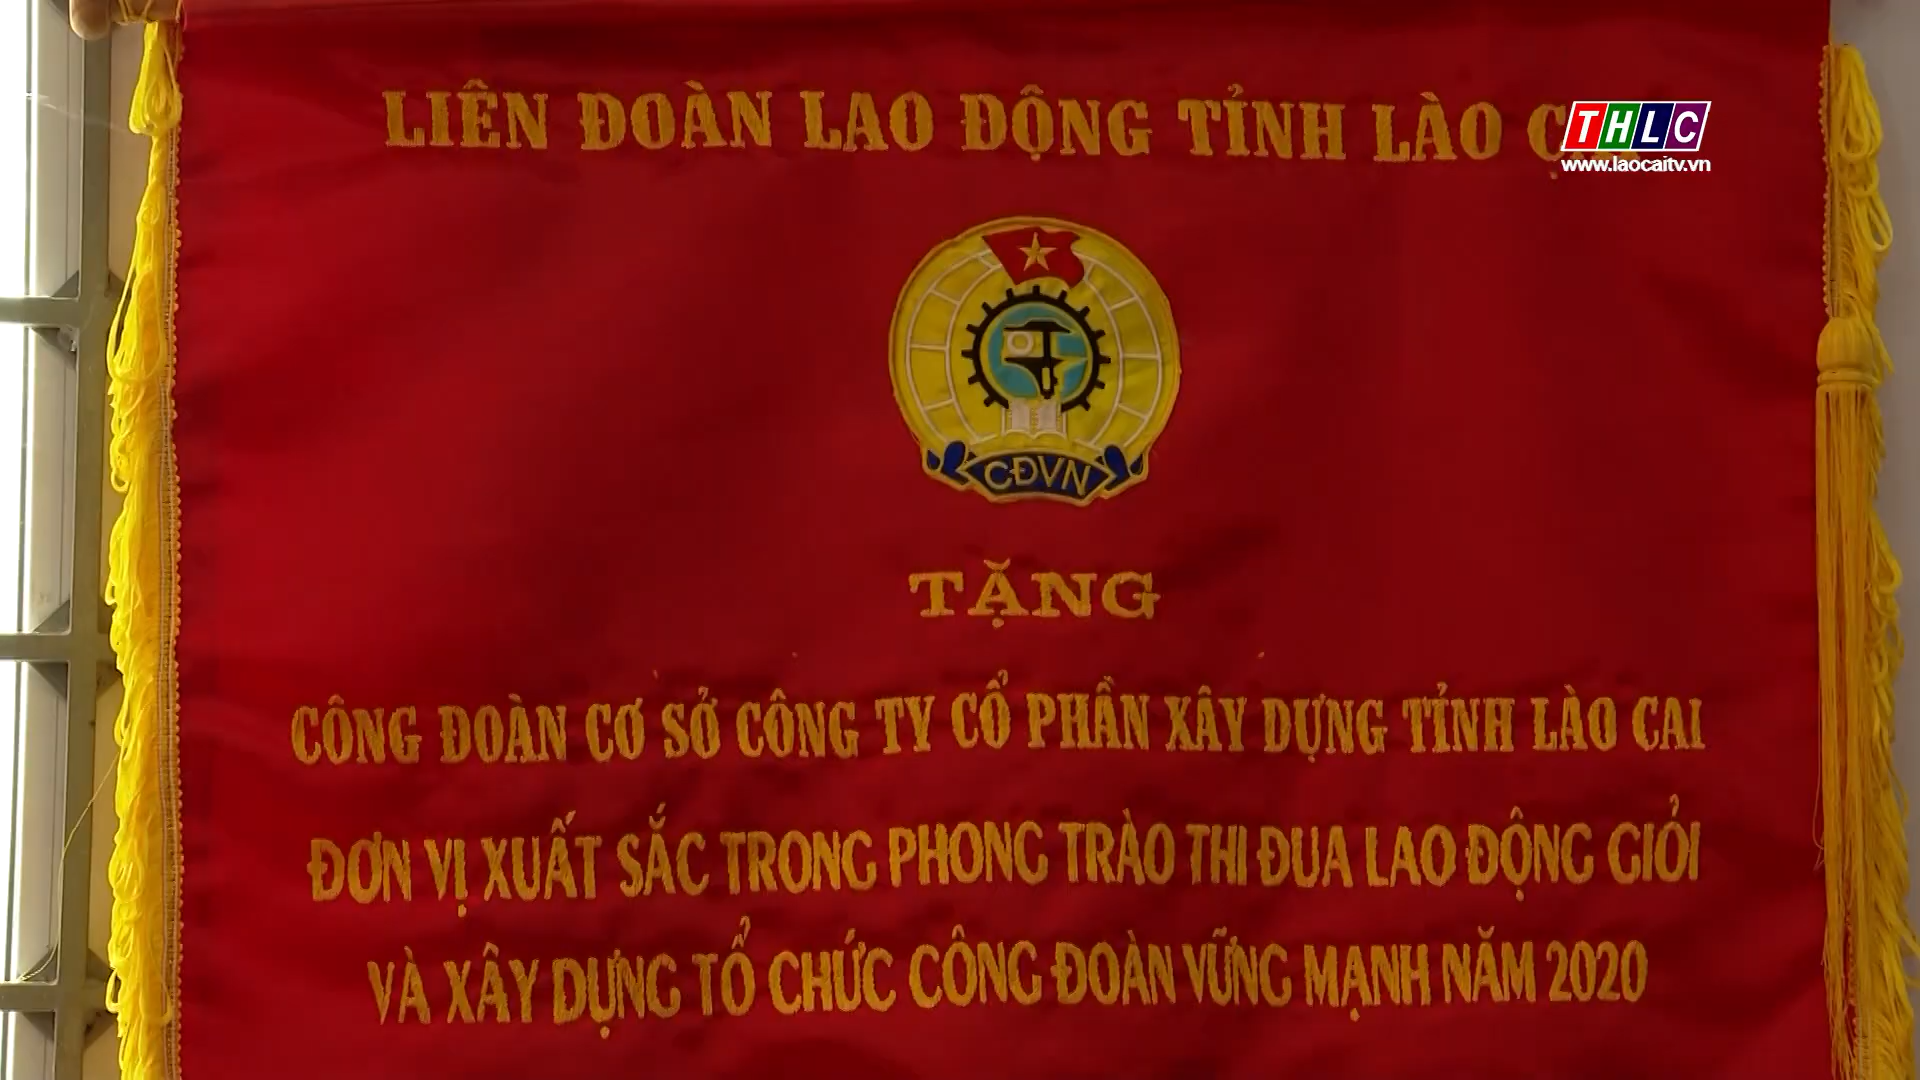 LIÊN ĐOÀN LAO ĐỘNG TỈNH LÀO
THLC
www.laocaitv.vn
CĐVN
TẶNG
CÔNG ĐOÀN CƠ SỞ CÔNG TY CỔ PHẦN XÂY DỰNG TỈNH LÀO CAI
ĐƠN VỊ XUẤT SẮC TRONG PHONG TRÀO THI ĐUA LAO ĐỘNG GIỎI
VÀ XÂY DỰNG TỔ CHỨC CÔNG ĐOÀN VỮNG MẠNH NĂM 2020